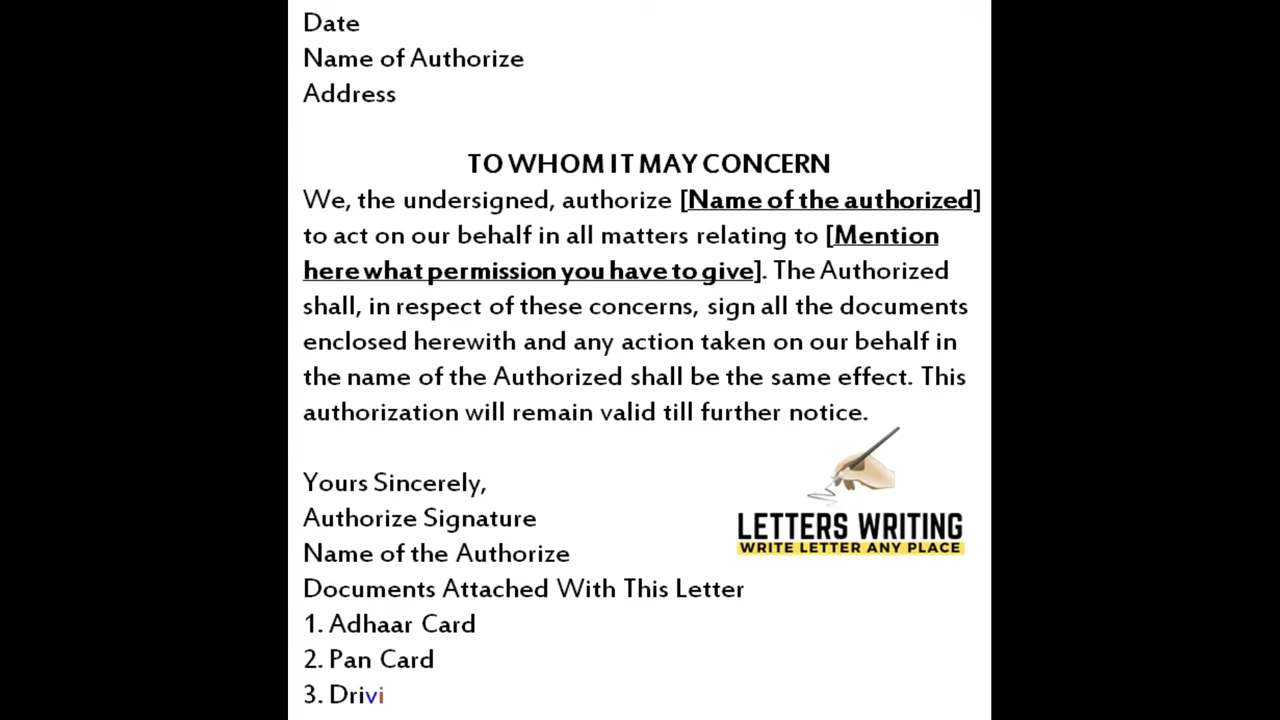 Date
Name of Authorize
Address
TO WHOM IT MAY CONCERN
We, the undersigned, authorize [Name of the authorized]
to act on our behalf in all matters relating to [Mention
here what permission you have to give]. The Authorized
shall, in respect of these concerns, sign all the documents
enclosed herewith and any action taken on our behalf in
the name of the Authorized shall be the same effect. This
authorization will remain valid till further notice.
Yours Sincerely,
Authorize Signature
Name of the Authorize
Documents Attached With This Letter
1. Adhaar Card
2. Pan Card
3. Drivi
LETTERS WRITING
WRITE LETTER ANY PLACE